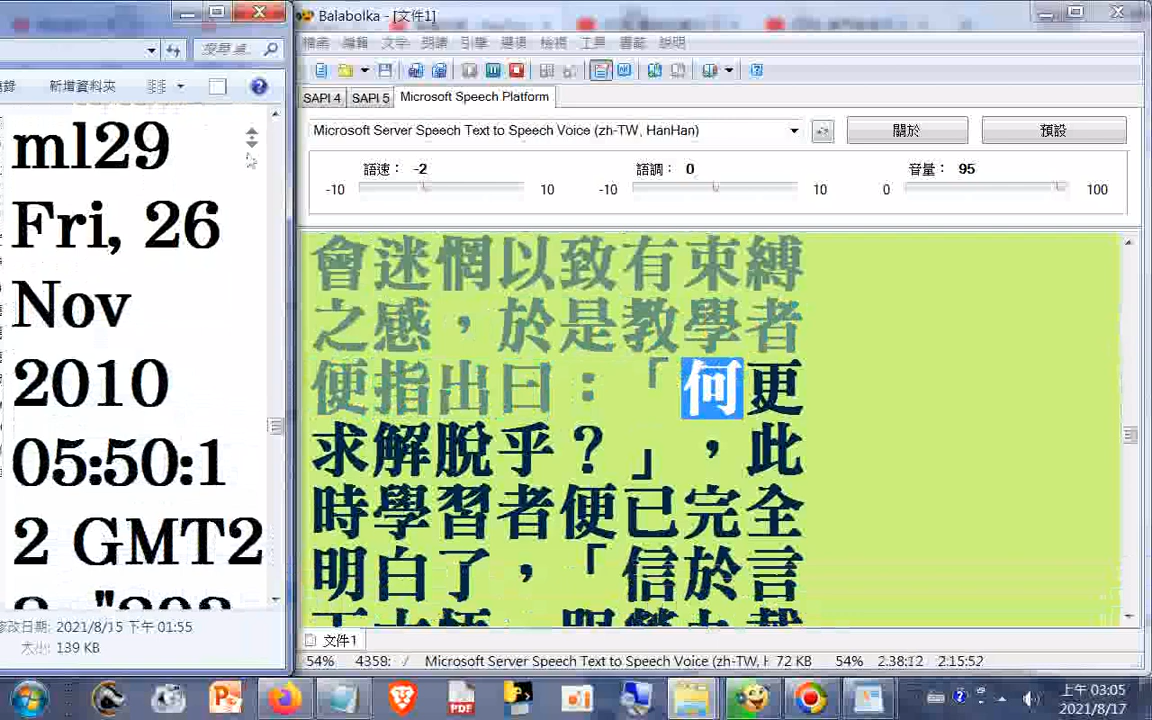 搜尋桌
新增資料夾
ml29
Fri, 26
Nov
2010
05:50:1
2 GMT2
修改日期: 2021/8/15 下午 01:55
大小: 139 KB
Balabolka - [文件1]
檔案 編輯 文字 朗讀 引擎 選項 檢視 工具 書籤 說明
SAPI 4 SAPI 5 Microsoft Speech Platform
Microsoft Server Speech Text to Speech Voice (zh-TW, HanHan)
關於
預設
語速： -2
語調： 0
音量： 95
-10 10 -10 10 0 100
會迷惘以致有束縛
之感，於是教學者
便指出曰：「何更
求解脫乎？」，此
時學習者便已完全
明白了，「信於言
文件1
54% 4359: / Microsoft Server Speech Text to Speech Voice (zh-TW, H 72 KB 54% 2.38:12 2:15:52
上午 03:05
2021/8/17